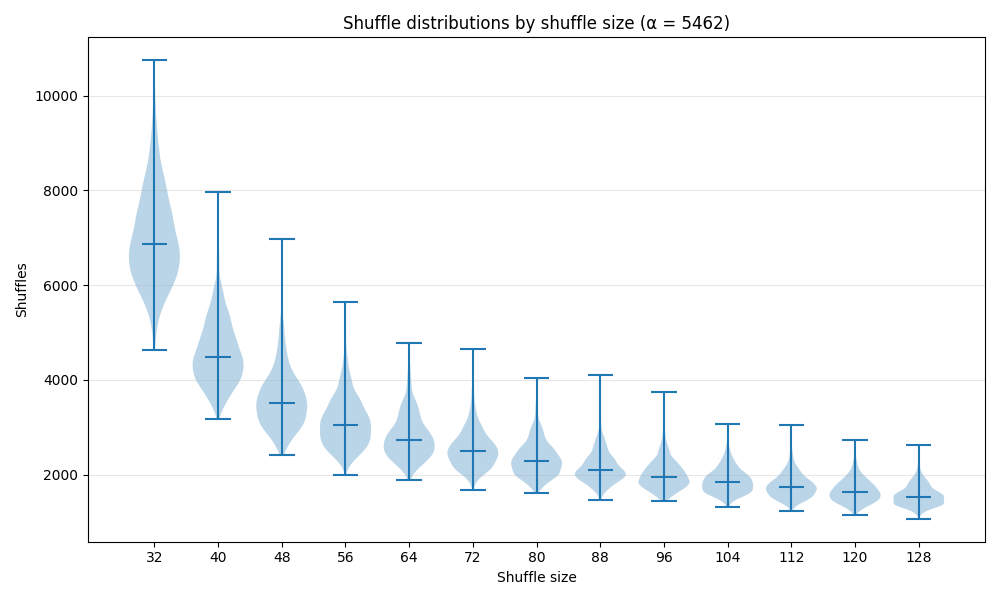 Shuffle distributions by shuffle size (α = 5462)
Shuffles
10000
8000
6000
4000
2000
32 40 48 56 64 72 80 88 96 104 112 120 128
Shuffle size